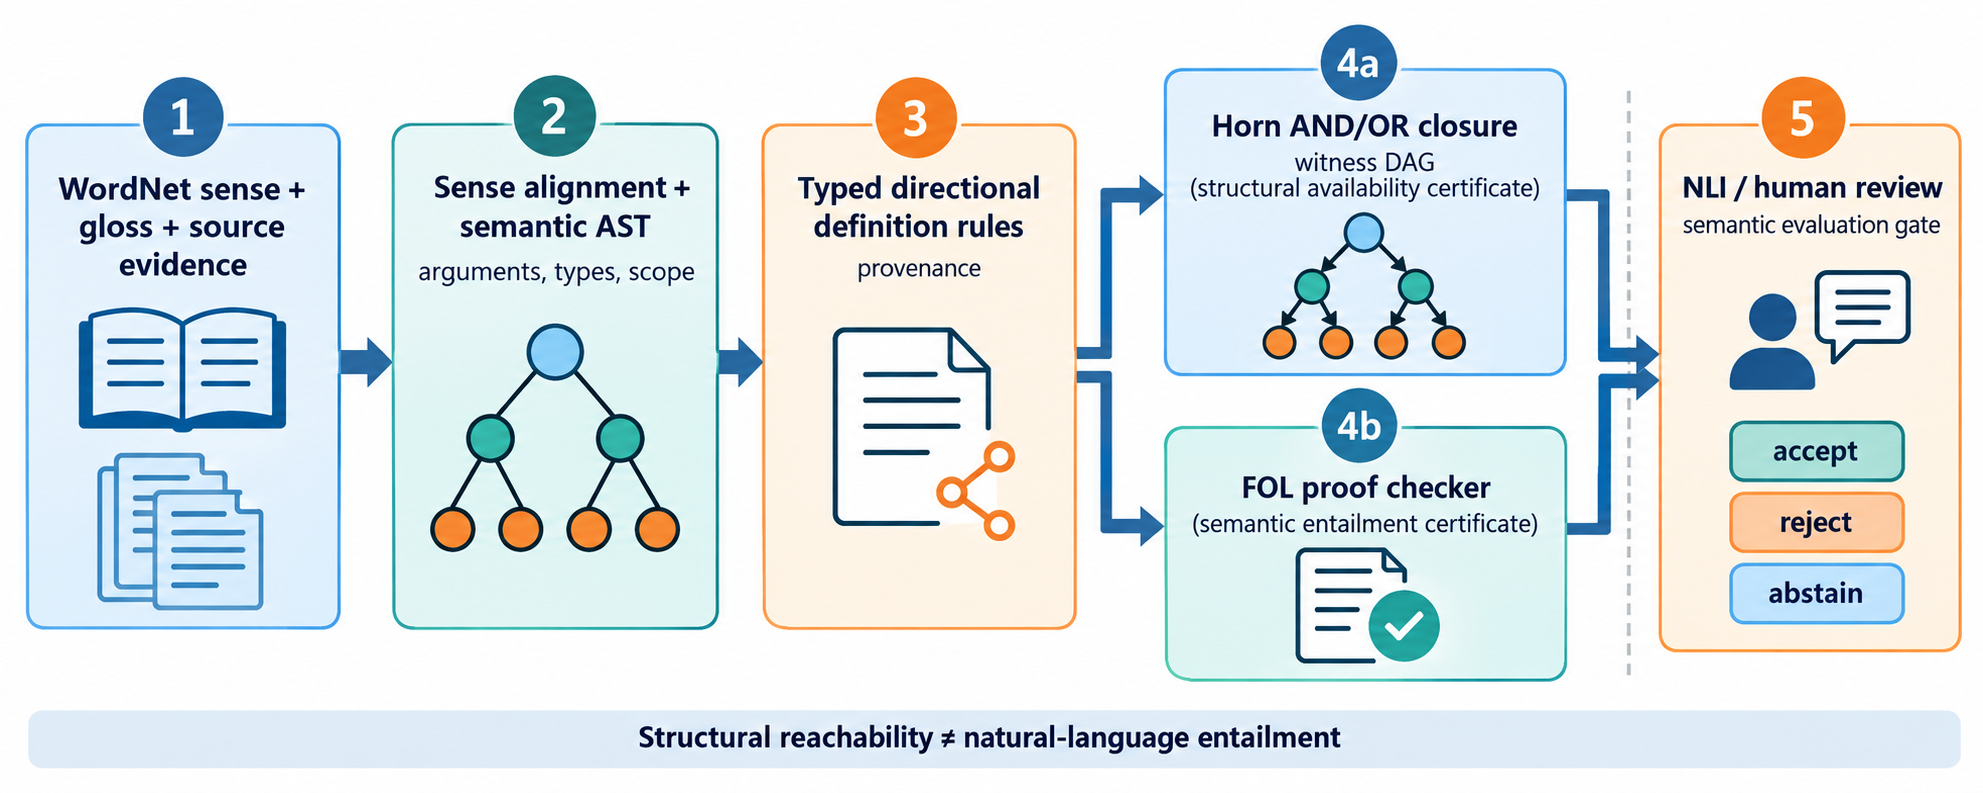 1
WordNet sense +
gloss + source
evidence
2
Sense alignment +
semantic AST
arguments, types, scope
3
Typed directional
definition rules
provenance
4a
Horn AND/OR closure
witness DAG
(structural availability certificate)
4b
FOL proof checker
(semantic entailment certificate)
5
NLI / human review
semantic evaluation gate
accept
reject
abstain
Structural reachability ≠ natural-language entailment